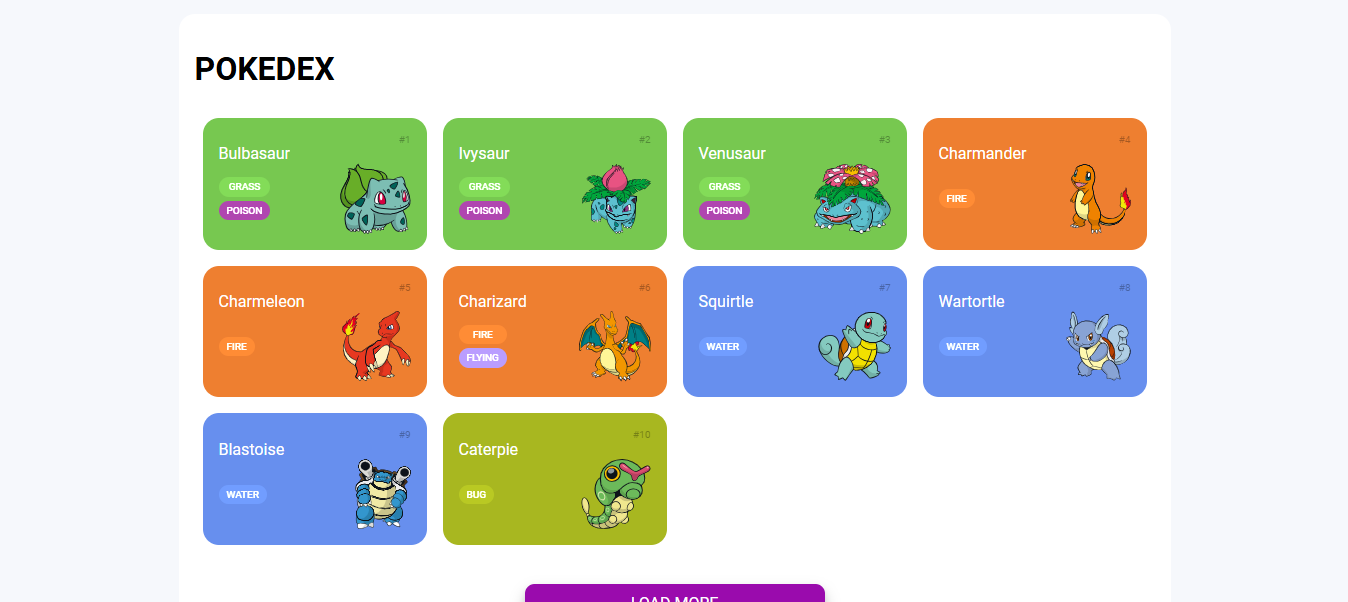 POKEDEX
#1
Bulbasaur
GRASS
POISON
#2
Ivysaur
GRASS
POISON
#3
Venusaur
GRASS
POISON
#4
Charmander
FIRE
#5
Charmeleon
FIRE
#6
Charizard
FIRE
FLYING
#7
Squirtle
WATER
#8
Wartortle
WATER
#9
Blastoise
WATER
#10
Caterpie
BUG
LOAD MORE